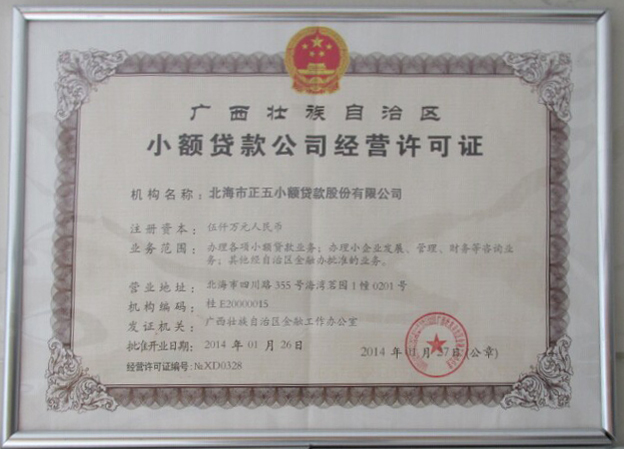 广西壮族自治区
小额贷款公司经营许可证
机构名称：北海市正五小额贷款股份有限公司
注册资本：伍仟万元人民币
业务范围：办理各项小额贷款业务；办理小企业发展、管理、财务等咨询业
务；其他经自治区金融办批准的业务。
营业地址：北海市四川路355号海湾茗园1幢0201号
机构编码：桂E20000015
发证机关：广西壮族自治区金融工作办公室
批准开业日期：2014年01月26日
2014年01月27日（公章）
经营许可证编号：№XD0328